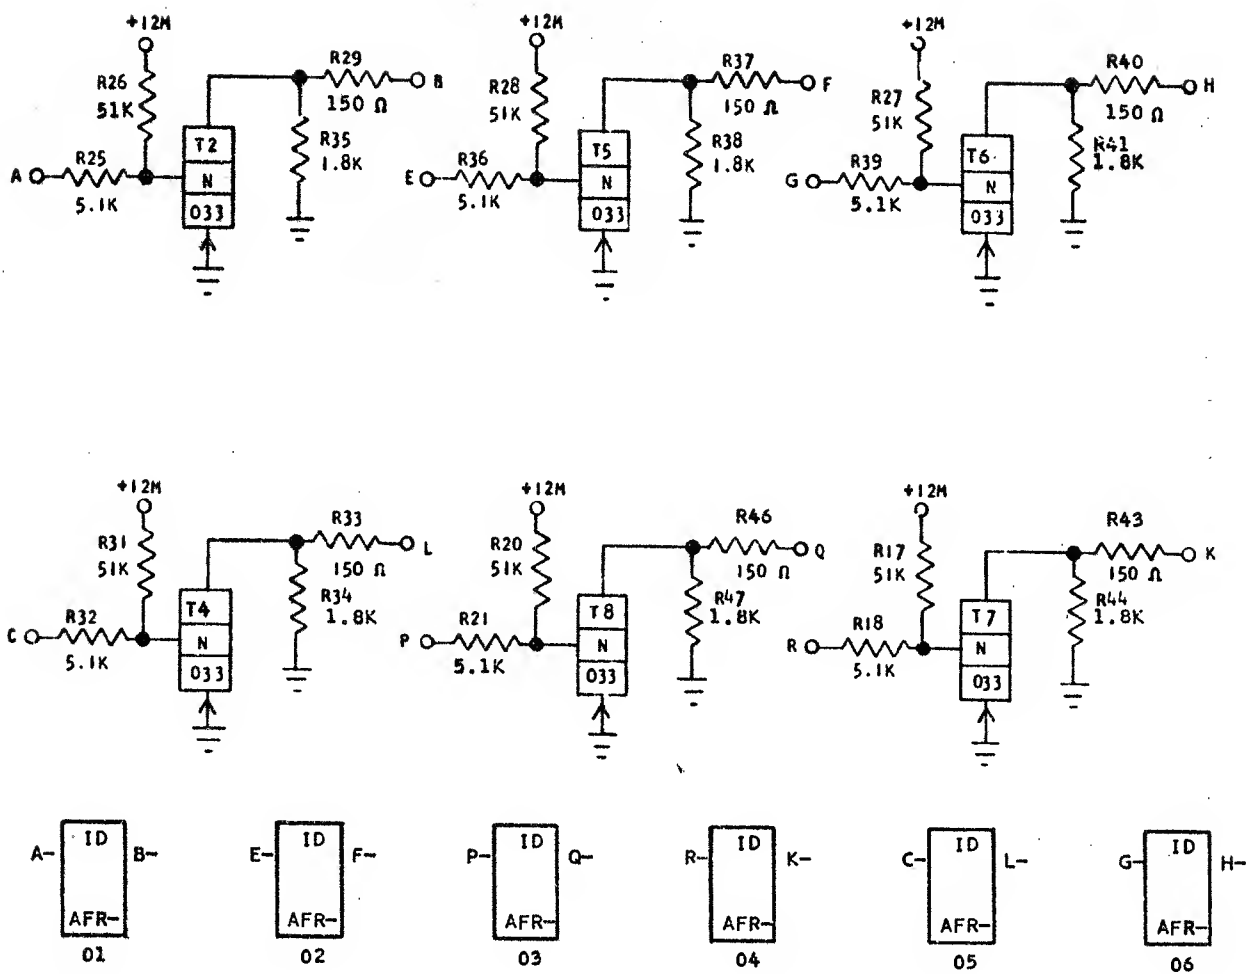 +12M
R26
51K
R25
A
5.1K
T2
N
033
R29
150 Ω
B
R35
1.8K
+12M
R28
51K
R36
E
5.1K
T5
N
033
R37
150 Ω
F
R38
1.8K
+12M
R27
51K
R39
G
5.1K
T6
N
033
R40
150 Ω
H
R41
1.8K
+12M
R31
51K
R32
C
5.1K
T4
N
033
R33
150 Ω
L
R34
1.8K
+12M
R20
51K
R21
P
5.1K
T8
N
033
R46
150 Ω
Q
R47
1.8K
+12M
R17
51K
R18
R
5.1K
T7
N
033
R43
150 Ω
K
R44
1.8K
A- ID B-
AFR-
01
E- ID F-
AFR-
02
P- ID Q-
AFR-
03
R- ID K-
AFR-
04
C- ID L-
AFR-
05
G- ID H-
AFR-
06